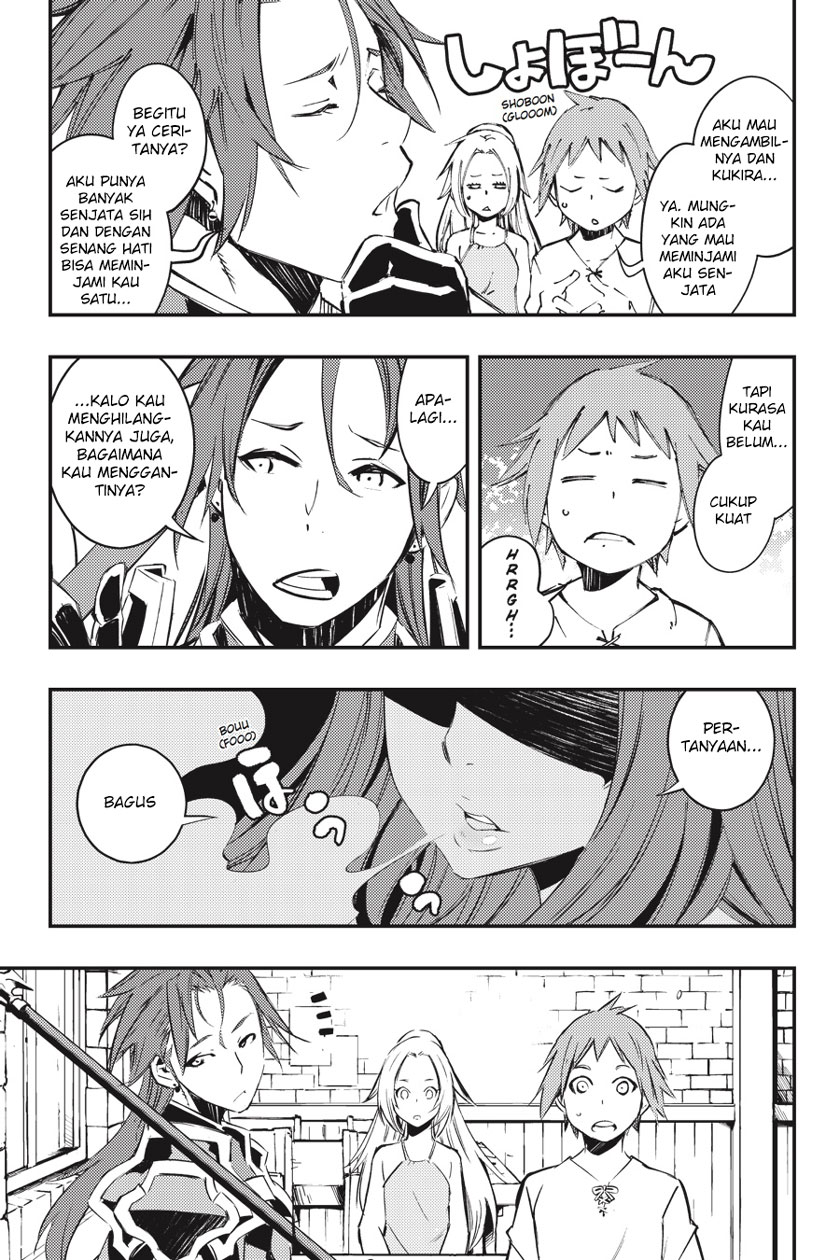 しょぼーん
SHOBOON
(GLOOOM)
AKU MAU
MENGAMBIL-
NYA DAN
KUKIRA...
YA. MUNG-
KIN ADA
YANG MAU
MEMINJAMI
AKU SEN-
JATA
BEGITU
YA CERI-
TANYA?
AKU PUNYA
BANYAK
SENJATA SIH
DAN DENGAN
SENANG HATI
BISA MEMIN-
JAMI KAU
SATU...
TAPI
KURASA
KAU
BELUM...
CUKUP
KUAT
HRRGH...
APA-
LAGI...
...KALO KAU
MENGHILANG-
KANNYA JUGA,
BAGAIMANA
KAU MENGGAN-
TINYA?
PER-
TANYAAN...
BOUU
(FOOO)
ほぅぅ
BAGUS